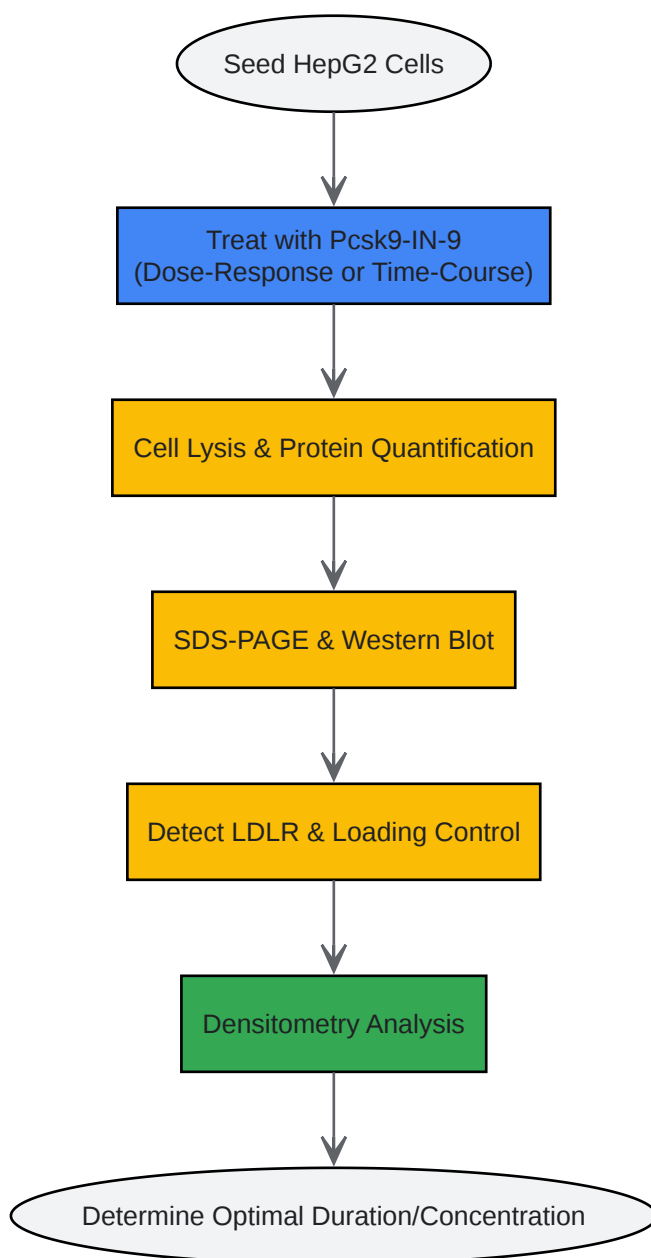 Seed HepG2 Cells
Treat with Pcsk9-IN-9
(Dose-Response or Time-Course)
Cell Lysis & Protein Quantification
SDS-PAGE & Western Blot
Detect LDLR & Loading Control
Densitometry Analysis
Determine Optimal Duration/Concentration